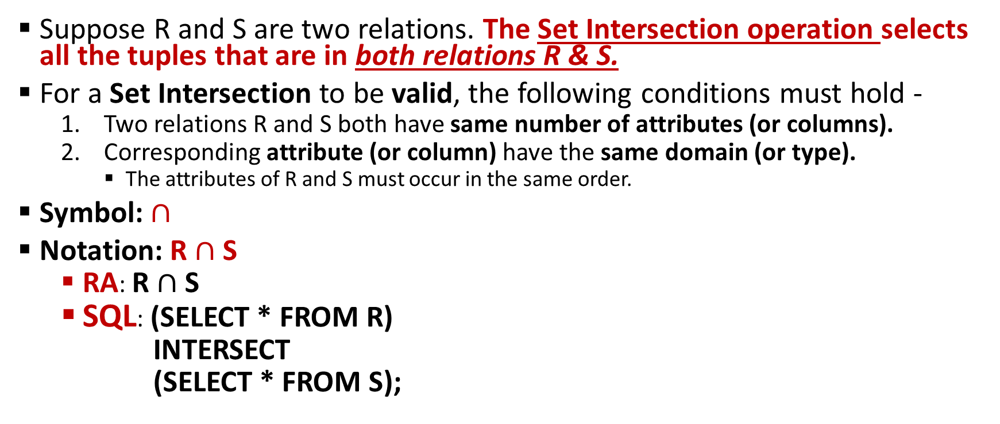 ▪ Suppose R and S are two relations. The Set Intersection operation selects
all the tuples that are in both relations R & S.
▪ For a Set Intersection to be valid, the following conditions must hold -
1. Two relations R and S both have same number of attributes (or columns).
2. Corresponding attribute (or column) have the same domain (or type).
▪ The attributes of R and S must occur in the same order.
▪ Symbol: ∩
▪ Notation: R ∩ S
▪ RA: R ∩ S
▪ SQL: (SELECT * FROM R)
INTERSECT
(SELECT * FROM S);